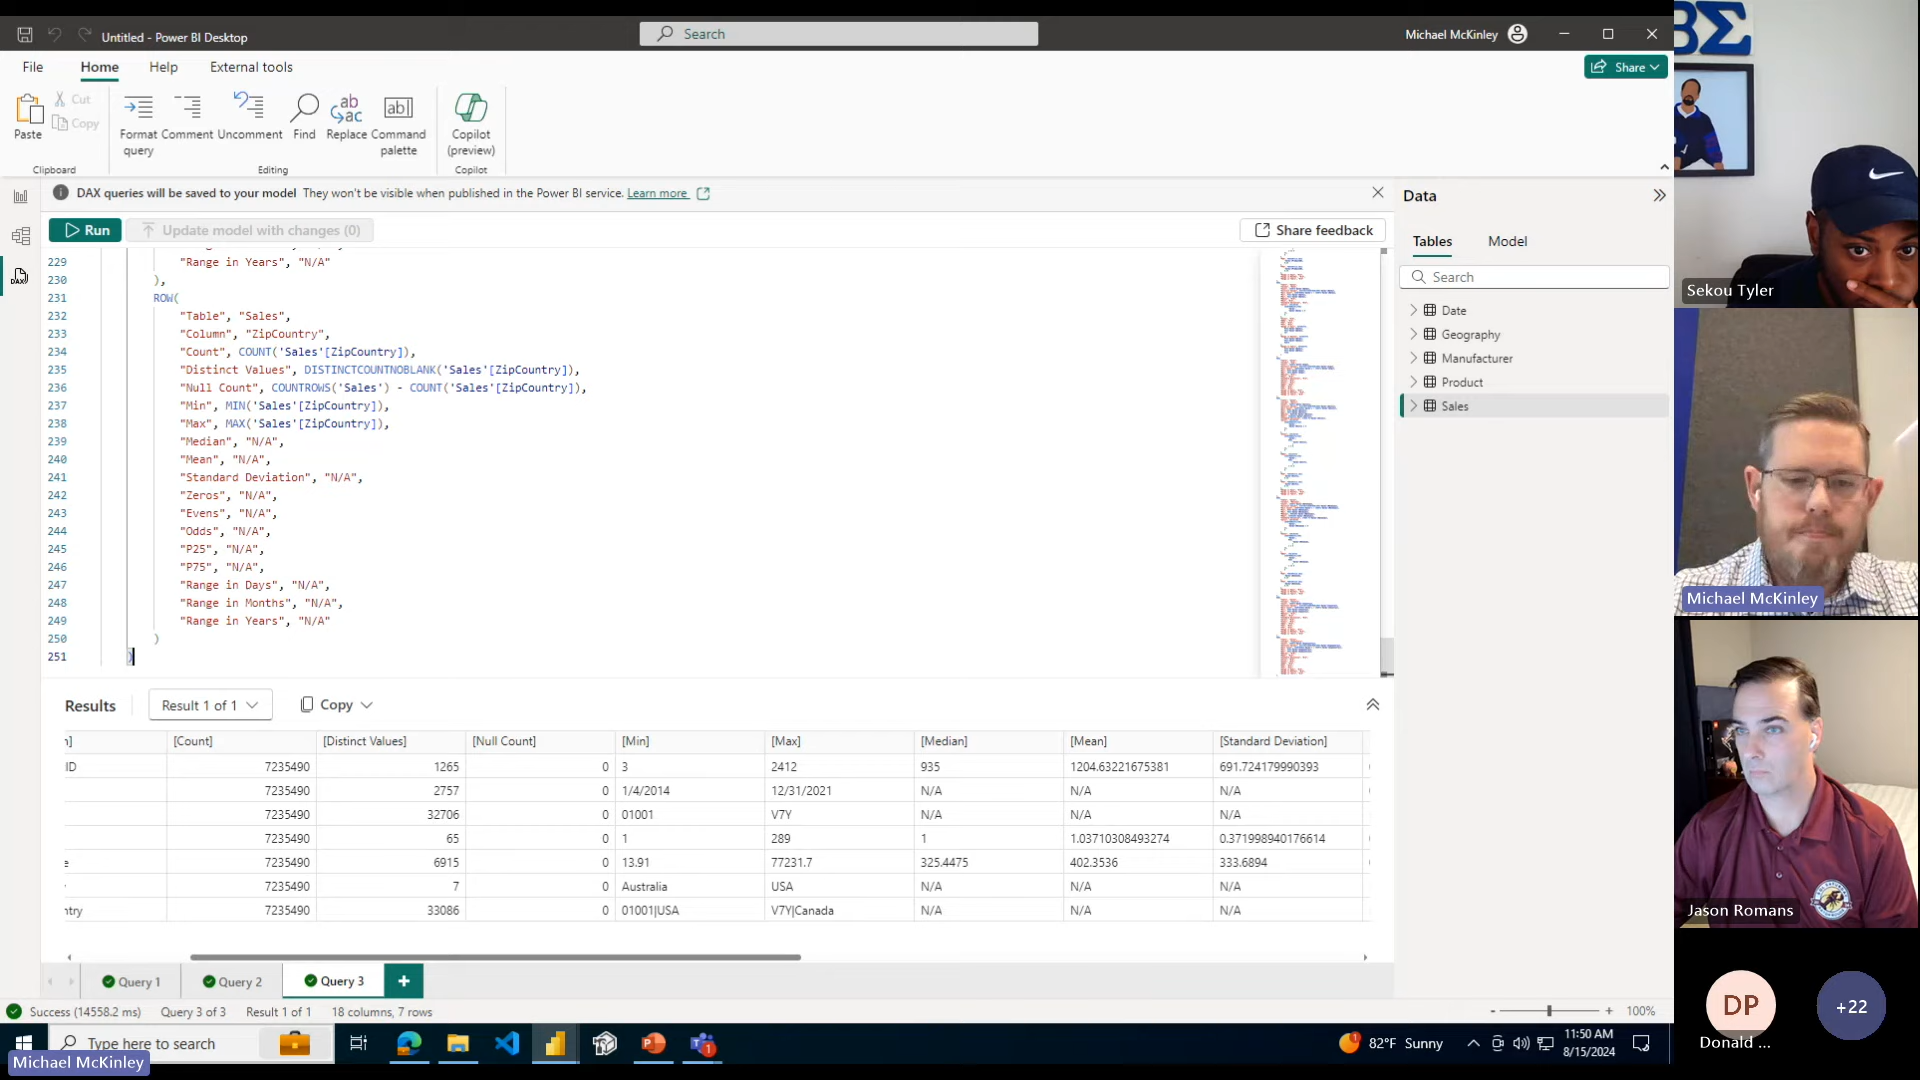 Untitled - Power BI Desktop
Search
Michael McKinley
File
Home
Help
External tools
Share
Paste
Cut
Copy
Format query
Comment
Uncomment
Find
Replace
Command palette
Copilot (preview)
Clipboard
Editing
Copilot
DAX queries will be saved to your model They won't be visible when published in the Power BI service. Learn more
Run
Update model with changes (0)
Share feedback
229 "Range in Years", "N/A"
230 ),
231 ROW(
232 "Table", "Sales",
233 "Column", "ZipCountry",
234 "Count", COUNT('Sales'[ZipCountry]),
235 "Distinct Values", DISTINCTCOUNTNOBLANK('Sales'[ZipCountry]),
236 "Null Count", COUNTROWS('Sales') - COUNT('Sales'[ZipCountry]),
237 "Min", MIN('Sales'[ZipCountry]),
238 "Max", MAX('Sales'[ZipCountry]),
239 "Median", "N/A",
240 "Mean", "N/A",
241 "Standard Deviation", "N/A",
242 "Zeros", "N/A",
243 "Evens", "N/A",
244 "Odds", "N/A",
245 "P25", "N/A",
246 "P75", "N/A",
247 "Range in Days", "N/A",
248 "Range in Months", "N/A",
249 "Range in Years", "N/A"
250 )
251 )
Data
Tables
Model
Search
Date
Geography
Manufacturer
Product
Sales
Results
Result 1 of 1
Copy
n] [Count] [Distinct Values] [Null Count] [Min] [Max] [Median] [Mean] [Standard Deviation]
ID 7235490 1265 0 3 2412 935 1204.63221675381 691.724179990393
7235490 2757 0 1/4/2014 12/31/2021 N/A N/A N/A
7235490 32706 0 01001 V7Y N/A N/A N/A
7235490 65 0 1 289 1 1.03710308493274 0.371998940176614
e 7235490 6915 0 13.91 77231.7 325.4475 402.3536 333.6894
7235490 7 0 Australia USA N/A N/A N/A
ntry 7235490 33086 0 01001|USA V7Y|Canada N/A N/A N/A
Query 1
Query 2
Query 3
Success (14558.2 ms)
Query 3 of 3
Result 1 of 1
18 columns, 7 rows
100%
Type here to search
82°F Sunny
11:50 AM
8/15/2024
Michael McKinley
ΒΣ
Sekou Tyler
Michael McKinley
Jason Romans
DP
Donald ...
+22
DAX